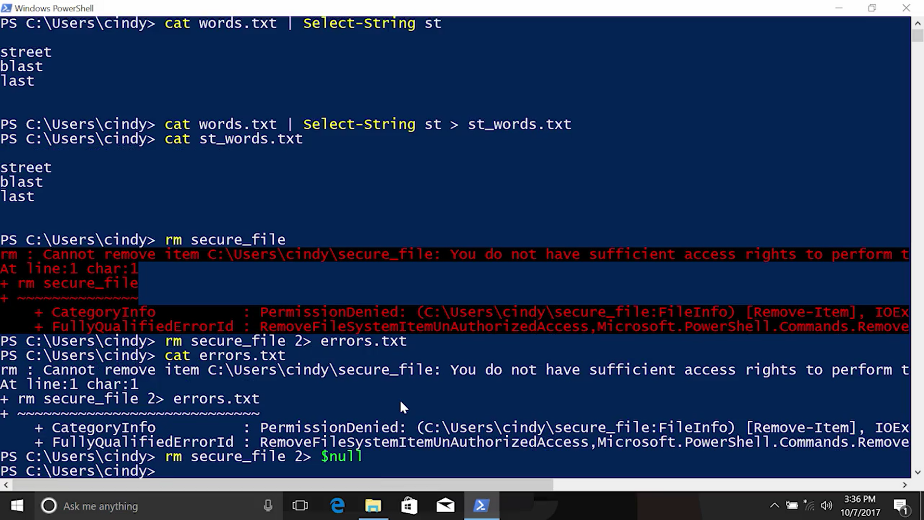 Windows PowerShell
PS C:\Users\cindy> cat words.txt | Select-String st
street
blast
last
PS C:\Users\cindy> cat words.txt | Select-String st > st_words.txt
PS C:\Users\cindy> cat st_words.txt
street
blast
last
PS C:\Users\cindy> rm secure_file
rm : Cannot remove item C:\Users\cindy\secure_file: You do not have sufficient access rights to perform t
At line:1 char:1
+ rm secure_file
+ ~~~~~~~~~~~~~~
    + CategoryInfo          : PermissionDenied: (C:\Users\cindy\secure_file:FileInfo) [Remove-Item], IOEx
    + FullyQualifiedErrorId : RemoveFileSystemItemUnAuthorizedAccess,Microsoft.PowerShell.Commands.Remove
PS C:\Users\cindy> rm secure_file 2> errors.txt
PS C:\Users\cindy> cat errors.txt
rm : Cannot remove item C:\Users\cindy\secure_file: You do not have sufficient access rights to perform t
At line:1 char:1
+ rm secure_file 2> errors.txt
+ ~~~~~~~~~~~~~~~~~~~~~~~~~~~~
    + CategoryInfo          : PermissionDenied: (C:\Users\cindy\secure_file:FileInfo) [Remove-Item], IOEx
    + FullyQualifiedErrorId : RemoveFileSystemItemUnAuthorizedAccess,Microsoft.PowerShell.Commands.Remove
PS C:\Users\cindy> rm secure_file 2> $null
PS C:\Users\cindy>
Ask me anything
3:36 PM
10/7/2017
1